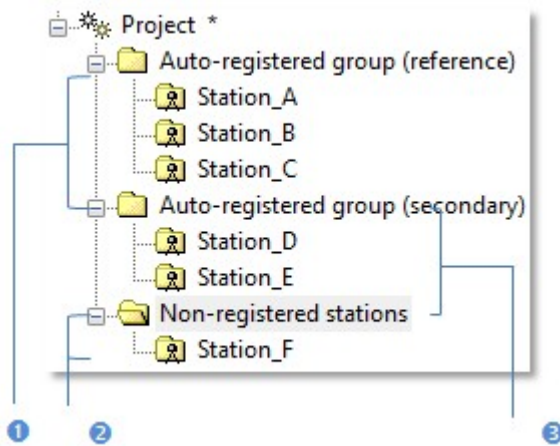 Project *
Auto-registered group (reference)
Station_A
Station_B
Station_C
Auto-registered group (secondary)
Station_D
Station_E
Non-registered stations
Station_F
1 2 3